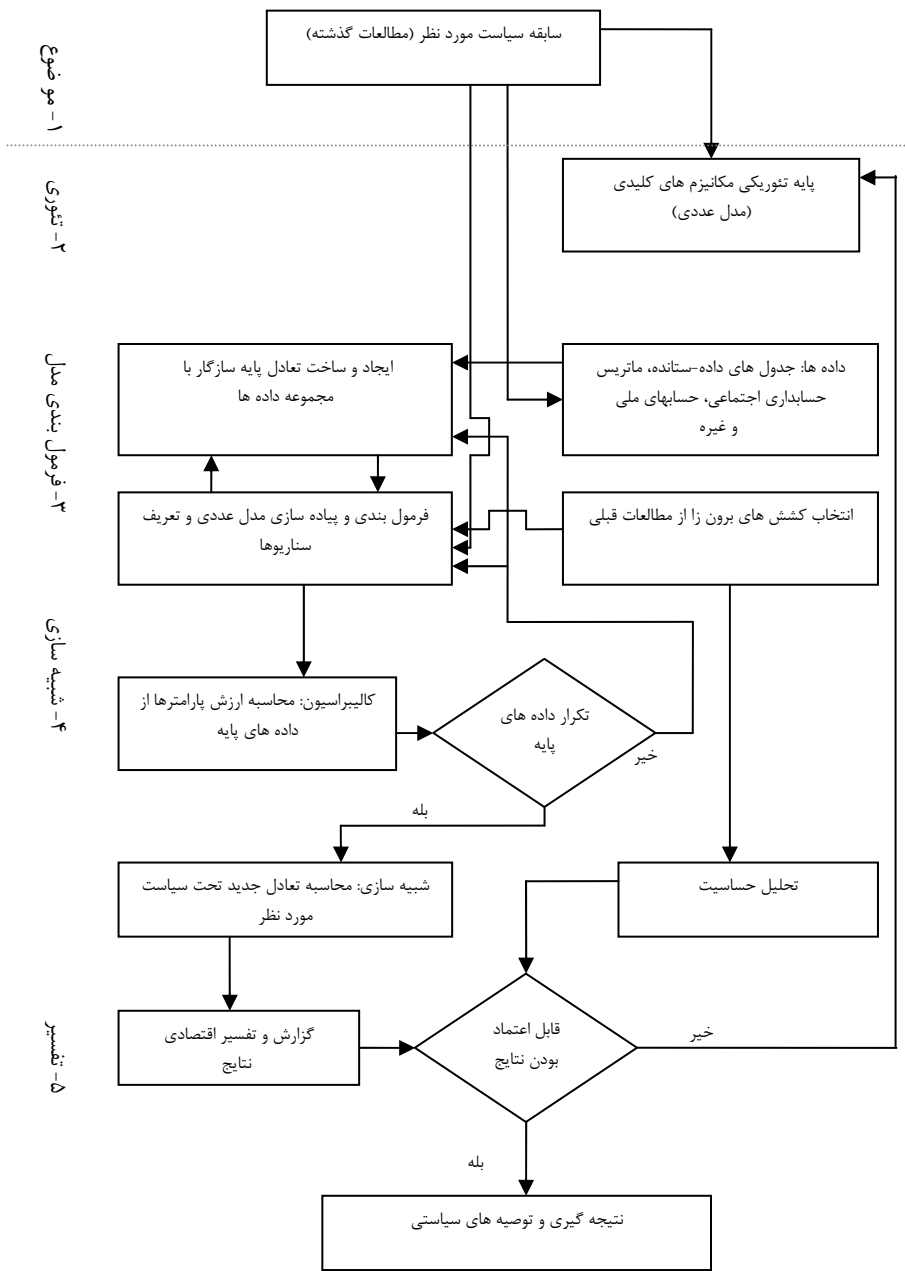 سابقه سیاست مورد نظر (مطالعات گذشته)
۱- مو ضوع
پایه تئوریکی مکانیزم های کلیدی
(مدل عددی)
۲- تئوری
داده ها: جدول های داده-ستانده، ماتریس
حسابداری اجتماعی، حسابهای ملی
و غیره
ایجاد و ساخت تعادل پایه سازگار با
مجموعه داده ها
۳- فرمول بندی مدل
انتخاب کشش های برون زا از مطالعات قبلی
فرمول بندی و پیاده سازی مدل عددی و تعریف
سناریوها
۴- شبیه سازی
تکرار داده های
پایه
کالیبراسیون: محاسبه ارزش پارامترها از
داده های پایه
خیر
بله
تحلیل حساسیت
شبیه سازی: محاسبه تعادل جدید تحت سیاست
مورد نظر
۵- تفسیر
قابل اعتماد
بودن نتایج
گزارش و تفسیر اقتصادی
نتایج
خیر
بله
نتیجه گیری و توصیه های سیاستی